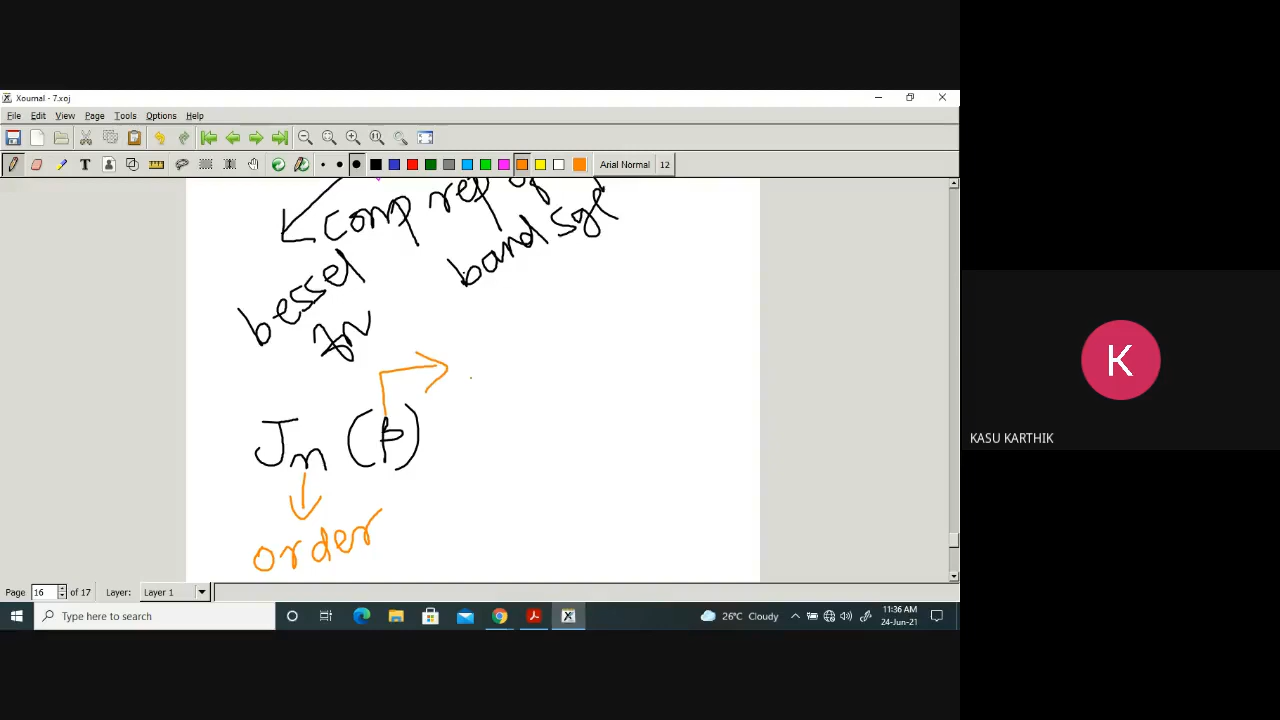 Xournal - 7.xoj
File Edit View Page Tools Options Help
Arial Normal 12
Comp rep of
band sgl
bessel
fn
Jn (β)
order
KASU KARTHIK
K
Page 16 of 17 Layer: Layer 1
Type here to search
26°C Cloudy
11:36 AM
24-Jun-21